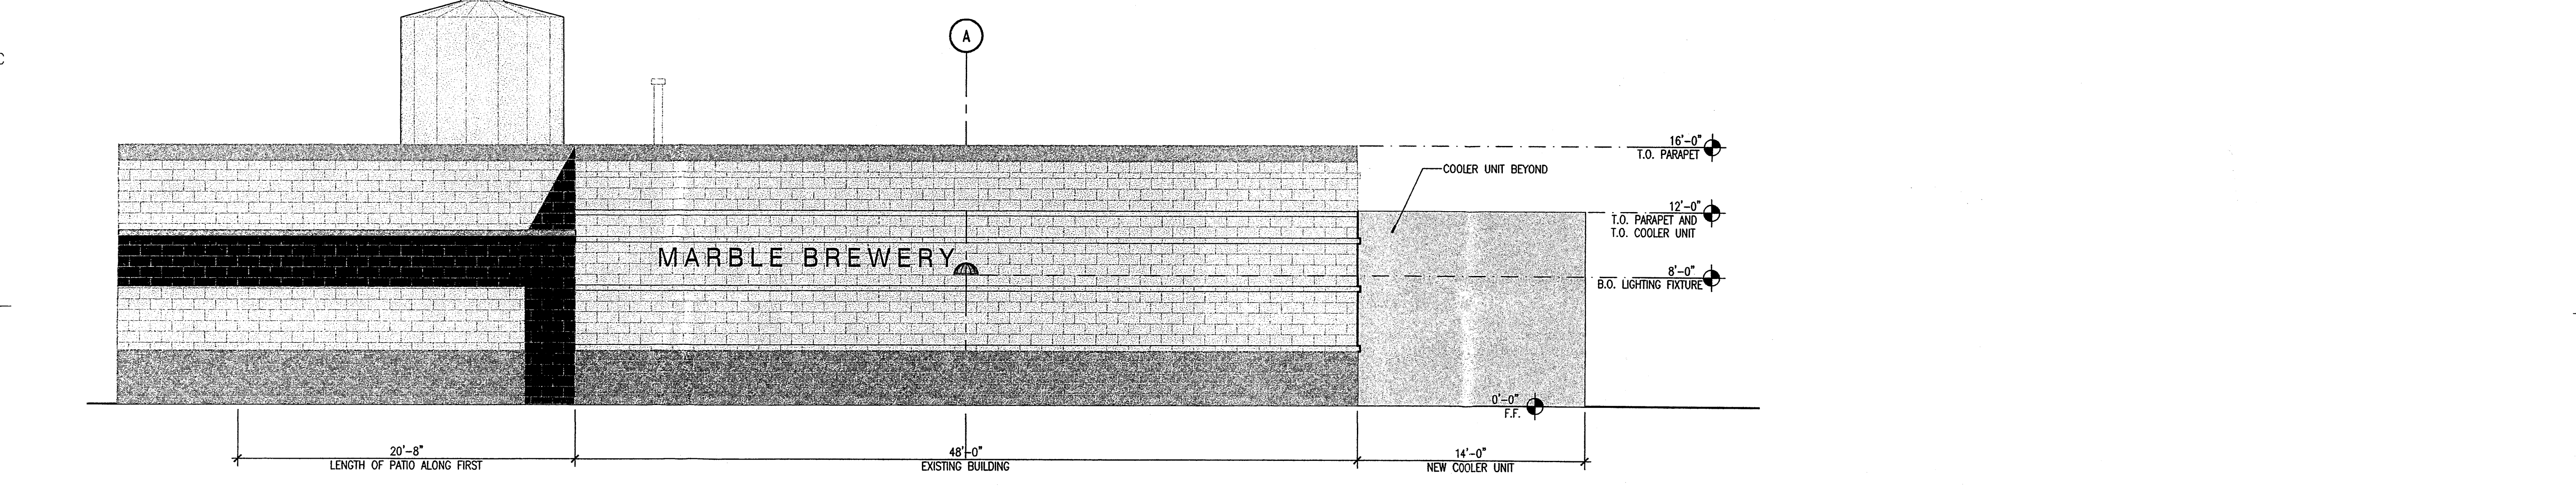 C
A
16'-0"
T.O. PARAPET
COOLER UNIT BEYOND
12'-0"
T.O. PARAPET AND
T.O. COOLER UNIT
MARBLE BREWERY
8'-0"
B.O. LIGHTING FIXTURE
0'-0"
F.F.
20'-8"
LENGTH OF PATIO ALONG FIRST
48'-0"
EXISTING BUILDING
14'-0"
NEW COOLER UNIT